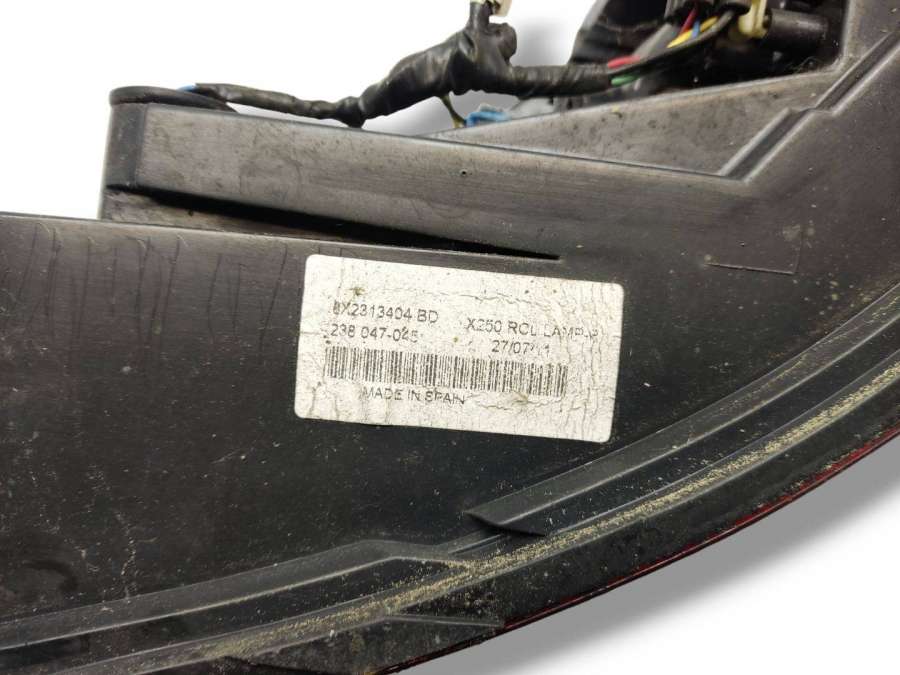 8X2313404 BD X250 RCL LAMP
238 047-045 27/07/11
MADE IN SPAIN